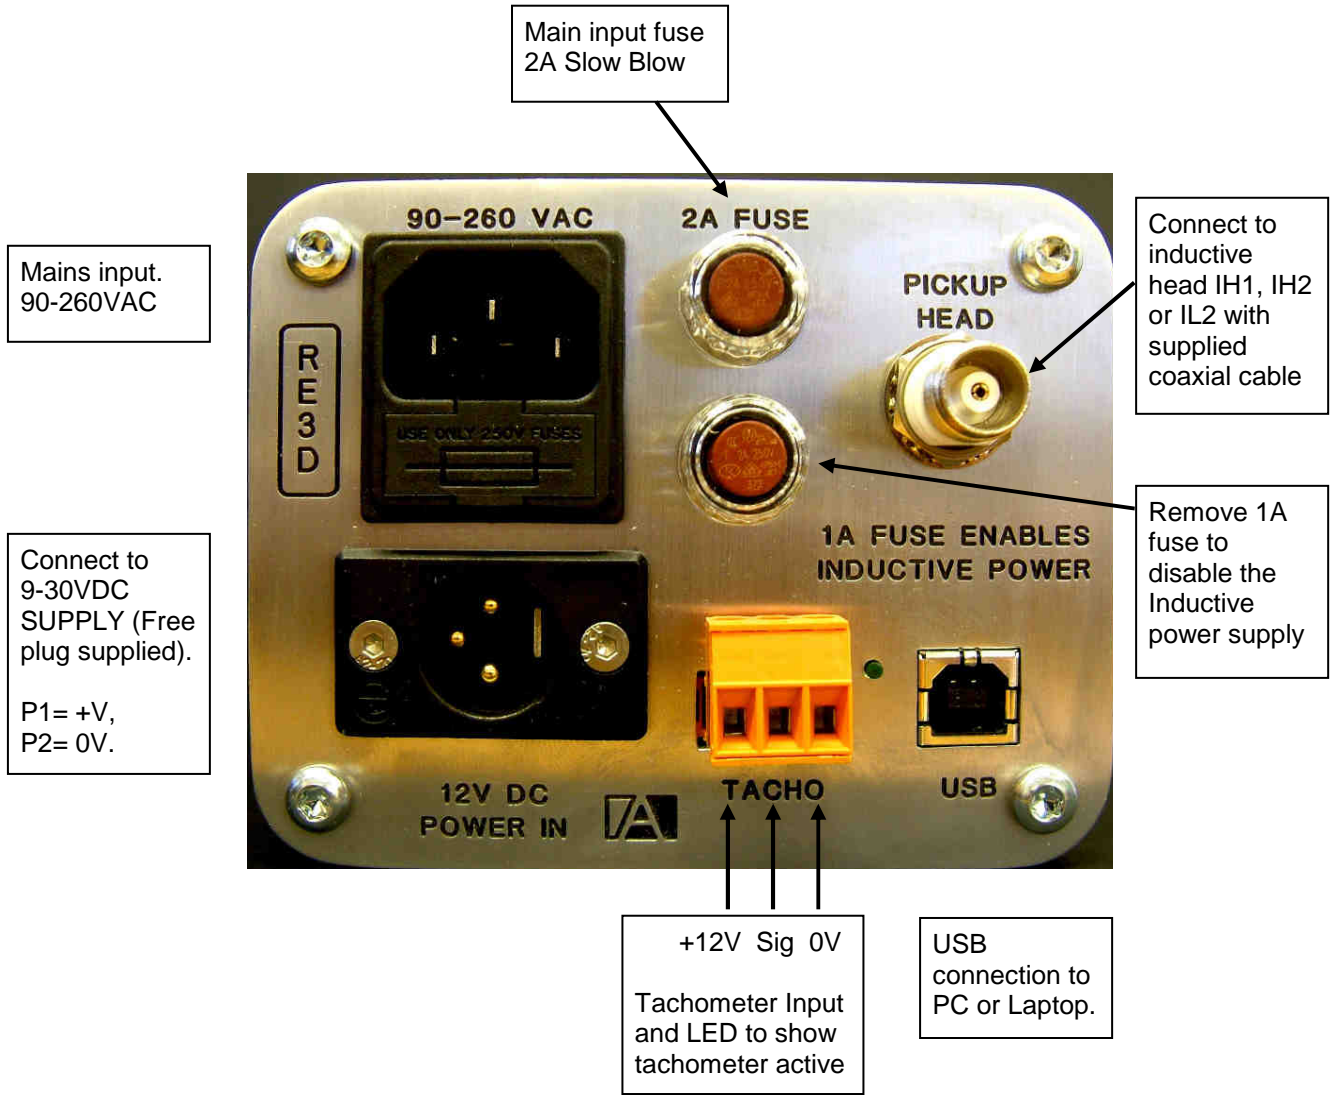 Main input fuse
2A Slow Blow
90-260 VAC
2A FUSE
Mains input.
90-260VAC
PICKUP
HEAD
Connect to
inductive
head IH1, IH2
or IL2 with
supplied
coaxial cable
R
E
3
D
USE ONLY 250V FUSES
2A 250V
1A FUSE ENABLES
INDUCTIVE POWER
Remove 1A
fuse to
disable the
Inductive
power supply
Connect to
9-30VDC
SUPPLY (Free
plug supplied).
P1= +V,
P2= 0V.
12V DC
POWER IN
TACHO
USB
+12V Sig 0V
Tachometer Input
and LED to show
tachometer active
USB
connection to
PC or Laptop.